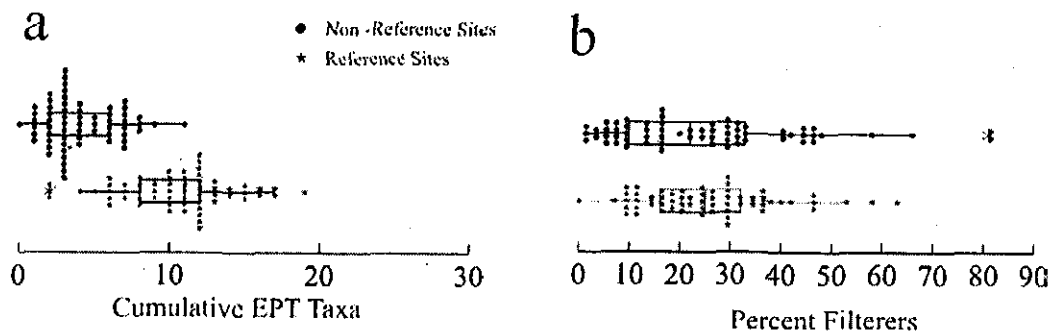 a
Non-Reference Sites
Reference Sites
0 10 20 30
Cumulative EPT Taxa
b
0 10 20 30 40 50 60 70 80 90
Percent Filterers